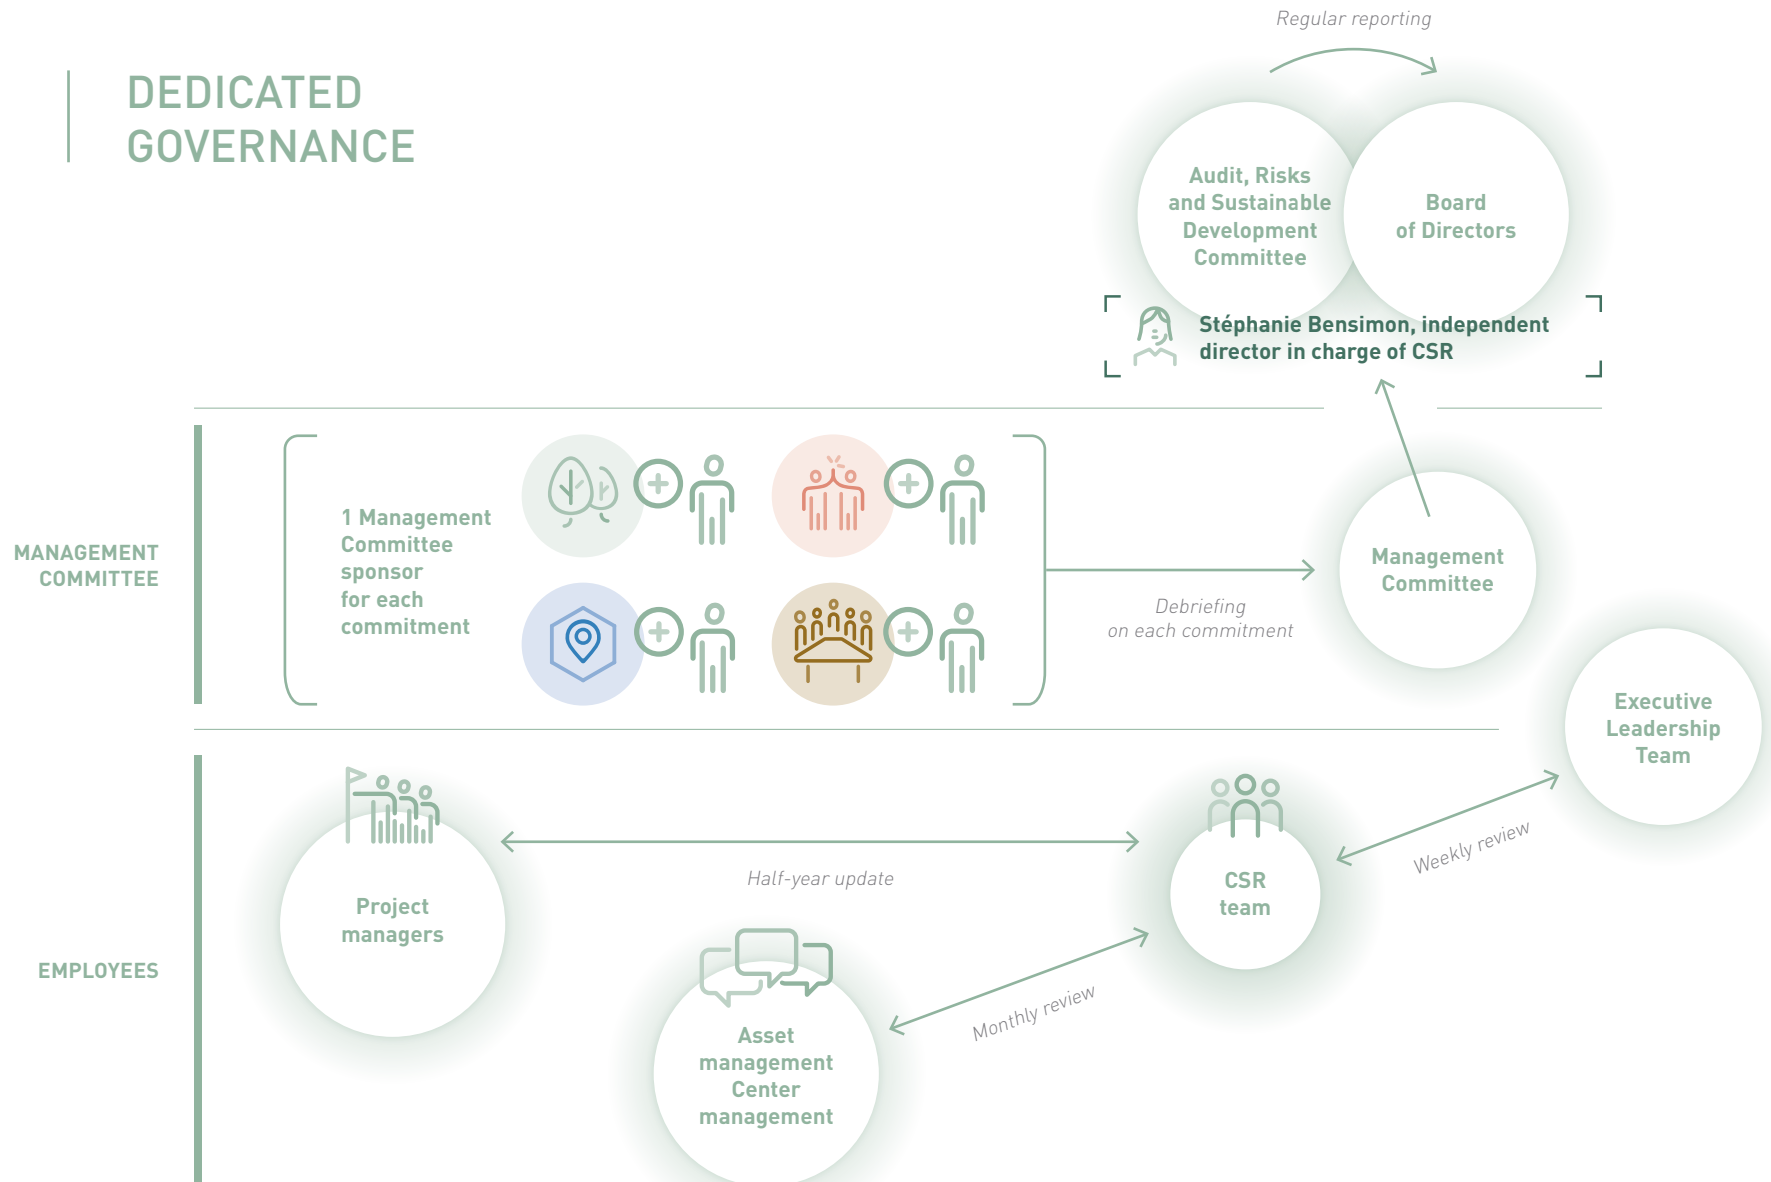 DEDICATED
GOVERNANCE
Regular reporting
Audit, Risks
and Sustainable
Development
Committee
Board
of Directors
Stéphanie Bensimon, independent
director in charge of CSR
MANAGEMENT
COMMITTEE
1 Management
Committee
sponsor
for each
commitment
Debriefing
on each commitment
Management
Committee
Executive
Leadership
Team
EMPLOYEES
Project
managers
Half-year update
CSR
team
Weekly review
Monthly review
Asset
management
Center
management